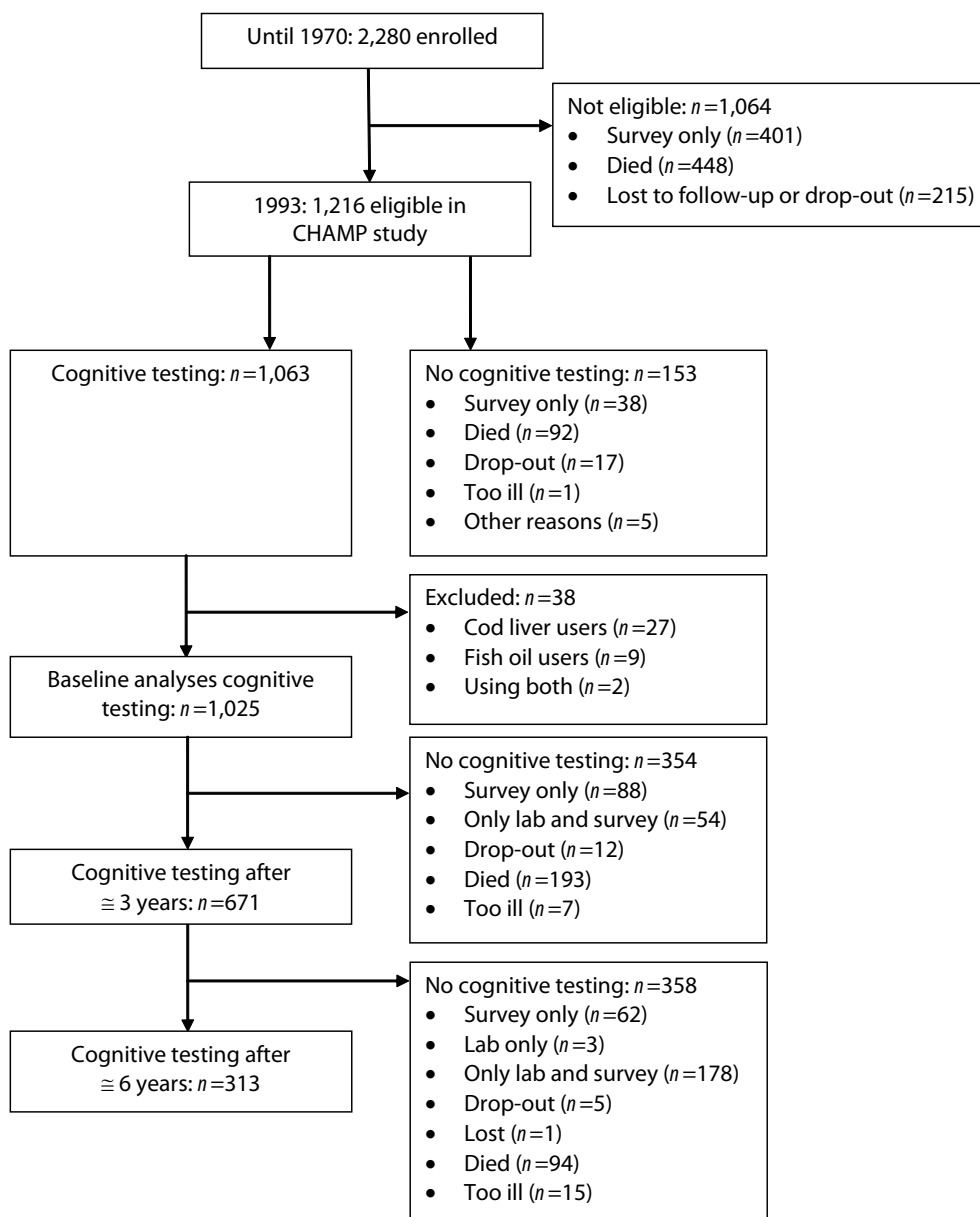 Until 1970: 2,280 enrolled
Not eligible: n=1,064
• Survey only (n=401)
• Died (n=448)
• Lost to follow-up or drop-out (n=215)
1993: 1,216 eligible in
CHAMP study
Cognitive testing: n=1,063
No cognitive testing: n=153
• Survey only (n=38)
• Died (n=92)
• Drop-out (n=17)
• Too ill (n=1)
• Other reasons (n=5)
Excluded: n=38
• Cod liver users (n=27)
• Fish oil users (n=9)
• Using both (n=2)
Baseline analyses cognitive
testing: n=1,025
No cognitive testing: n=354
• Survey only (n=88)
• Only lab and survey (n=54)
• Drop-out (n=12)
• Died (n=193)
• Too ill (n=7)
Cognitive testing after
≅ 3 years: n=671
No cognitive testing: n=358
• Survey only (n=62)
• Lab only (n=3)
• Only lab and survey (n=178)
• Drop-out (n=5)
• Lost (n=1)
• Died (n=94)
• Too ill (n=15)
Cognitive testing after
≅ 6 years: n=313